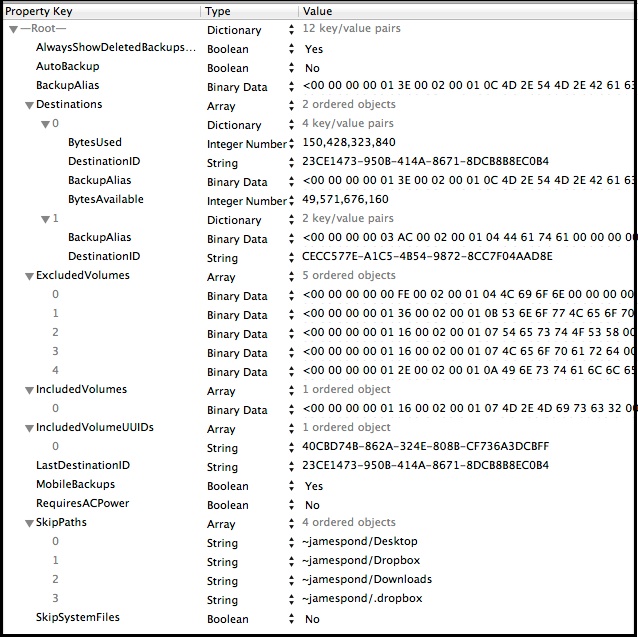 Property Key Type Value
—Root— Dictionary 12 key/value pairs
AlwaysShowDeletedBackups... Boolean Yes
AutoBackup Boolean No
BackupAlias Binary Data <00 00 00 00 01 3E 00 02 00 01 0C 4D 2E 54 4D 2E 42 61 63
Destinations Array 2 ordered objects
0 Dictionary 4 key/value pairs
BytesUsed Integer Number 150,428,323,840
DestinationID String 23CE1473-950B-414A-8671-8DCB8B8EC0B4
BackupAlias Binary Data <00 00 00 00 01 3E 00 02 00 01 0C 4D 2E 54 4D 2E 42 61 63
BytesAvailable Integer Number 49,571,676,160
1 Dictionary 2 key/value pairs
BackupAlias Binary Data <00 00 00 00 03 AC 00 02 00 01 04 44 61 74 61 00 00 00 00
DestinationID String CECC577E-A1C5-4B54-9872-8CC7F04AAD8E
ExcludedVolumes Array 5 ordered objects
0 Binary Data <00 00 00 00 00 FE 00 02 00 01 04 4C 69 6F 6E 00 00 00 00
1 Binary Data <00 00 00 00 01 36 00 02 00 01 0B 53 6E 6F 77 4C 65 6F 70
2 Binary Data <00 00 00 00 01 16 00 02 00 01 07 54 65 73 74 4F 53 58 00
3 Binary Data <00 00 00 00 01 16 00 02 00 01 07 4C 65 6F 70 61 72 64 00
4 Binary Data <00 00 00 00 01 2E 00 02 00 01 0A 49 6E 73 74 61 6C 6C 65
IncludedVolumes Array 1 ordered object
0 Binary Data <00 00 00 00 01 16 00 02 00 01 07 4D 2E 4D 69 73 63 32 00
IncludedVolumeUUIDs Array 1 ordered object
0 String 40CBD74B-862A-324E-808B-CF736A3DCBFF
LastDestinationID String 23CE1473-950B-414A-8671-8DCB8B8EC0B4
MobileBackups Boolean Yes
RequiresACPower Boolean No
SkipPaths Array 4 ordered objects
0 String ~jamespond/Desktop
1 String ~jamespond/Dropbox
2 String ~jamespond/Downloads
3 String ~jamespond/.dropbox
SkipSystemFiles Boolean No